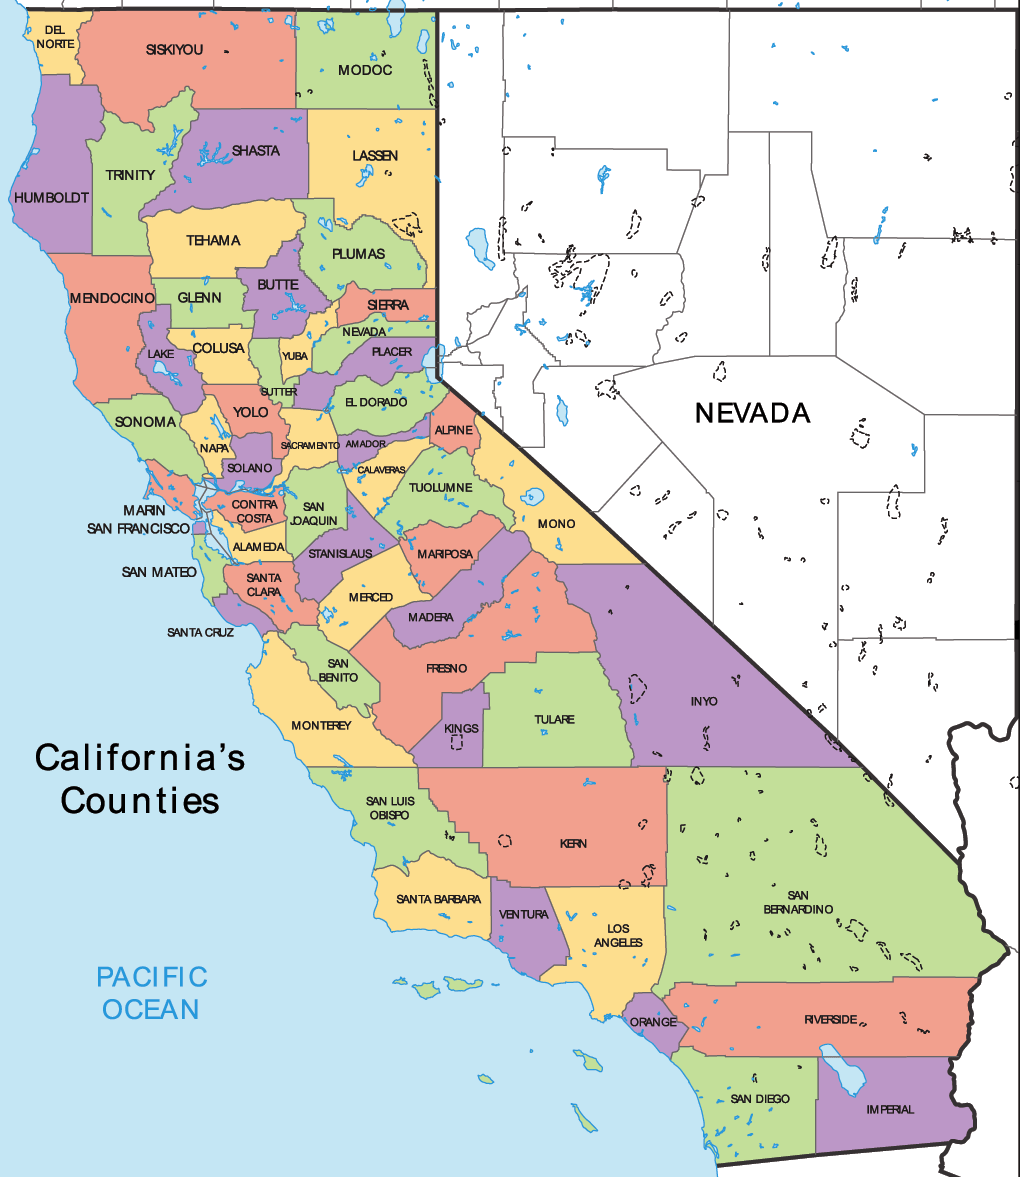 DEL
NORTE
SISKIYOU
MODOC
SHASTA
LASSEN
TRINITY
HUMBOLDT
TEHAMA
PLUMAS
BUTTE
MENDOCINO
GLENN
SIERRA
NEVADA
COLUSA
YUBA
PLACER
LAKE
SUTTER
EL DORADO
YOLO
NEVADA
SONOMA
ALPINE
NAPA
SACRAMENTO
AMADOR
SOLANO
CALAVERAS
TUOLUMNE
MARIN
CONTRA
COSTA
SAN
JOAQUIN
MONO
SAN FRANCISCO
ALAMEDA
STANISLAUS
MARIPOSA
SAN MATEO
SANTA
CLARA
MERCED
MADERA
SANTA CRUZ
SAN
BENITO
FRESNO
INYO
MONTEREY
KINGS
TULARE
California's
Counties
SAN LUIS
OBISPO
KERN
SANTA BARBARA
VENTURA
SAN
BERNARDINO
LOS
ANGELES
PACIFIC
OCEAN
ORANGE
RIVERSIDE
SAN DIEGO
IMPERIAL